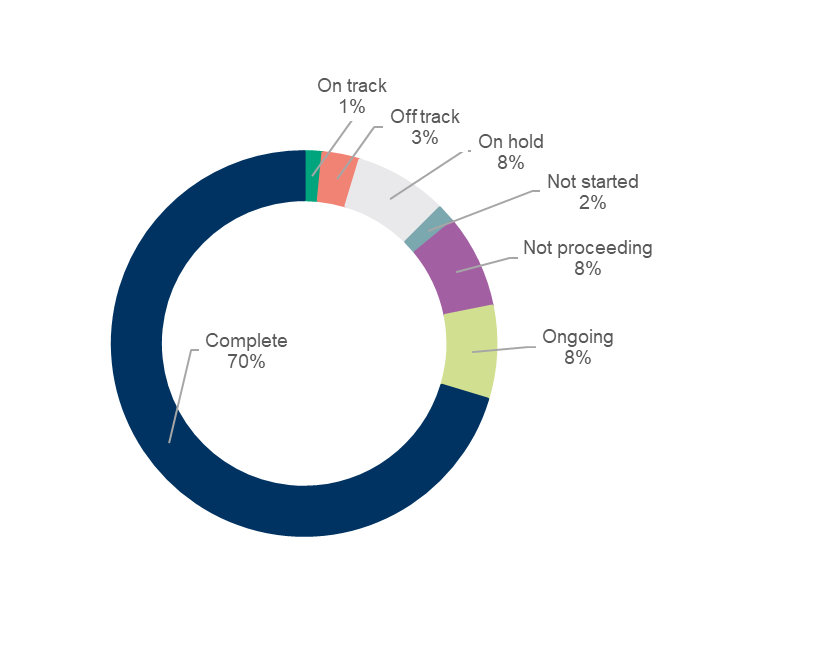 On track
1%
Off track
3%
On hold
8%
Not started
2%
Not proceeding
8%
Ongoing
8%
Complete
70%